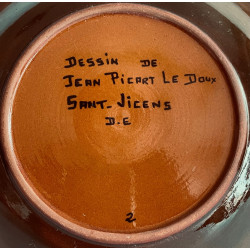 DESSIN DE
JEAN PICART LE DOUX
SANT-VICENS
D.E
2